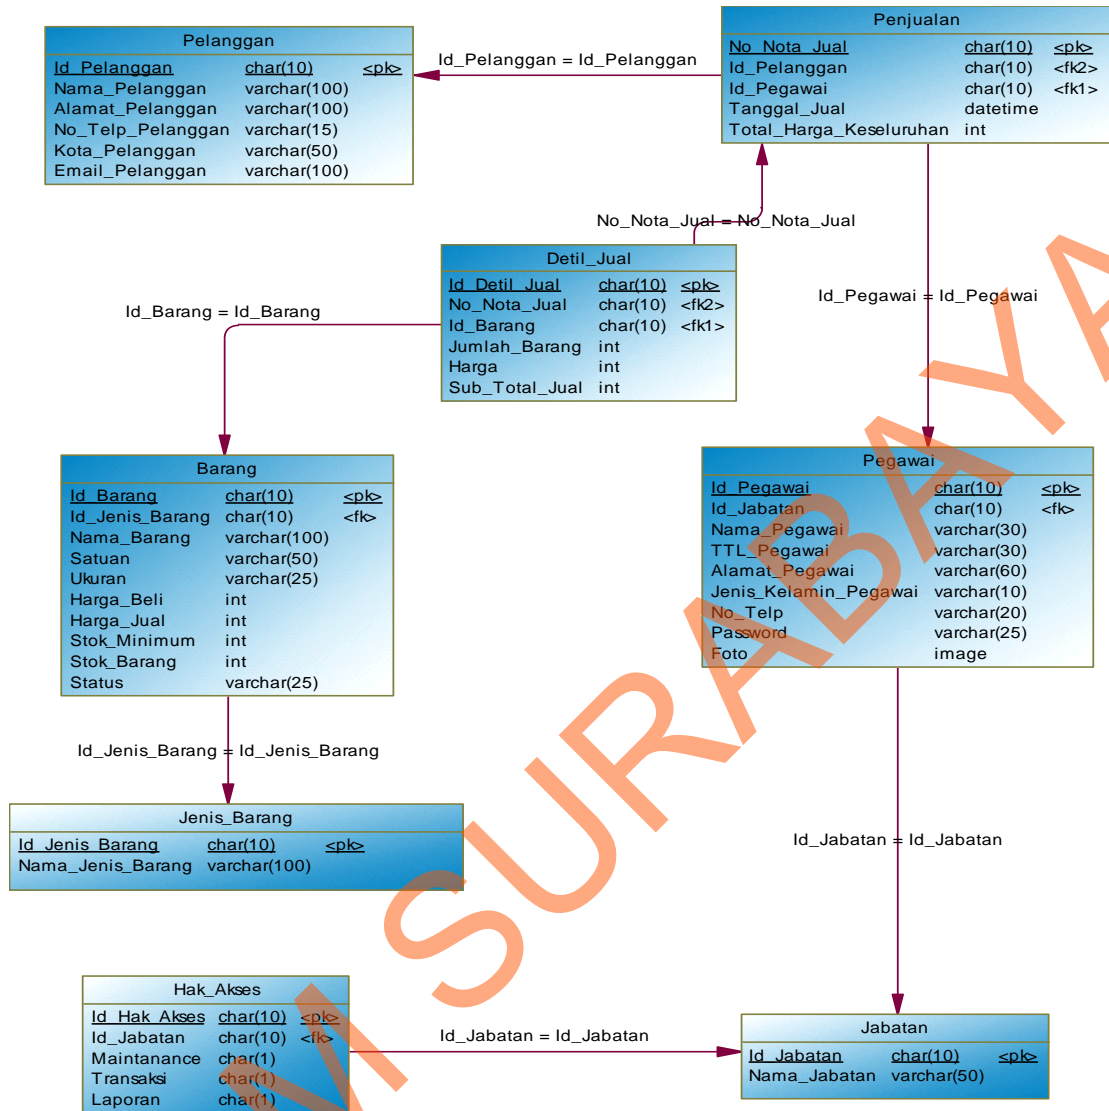 Pelanggan
Id_Pelanggan char(10) <pk>
Nama_Pelanggan varchar(100)
Alamat_Pelanggan varchar(100)
No_Telp_Pelanggan varchar(15)
Kota_Pelanggan varchar(50)
Email_Pelanggan varchar(100)
Id_Pelanggan = Id_Pelanggan
Penjualan
No_Nota_Jual char(10) <pk>
Id_Pelanggan char(10) <fk2>
Id_Pegawai char(10) <fk1>
Tanggal_Jual datetime
Total_Harga_Keseluruhan int
No_Nota_Jual = No_Nota_Jual
Detil_Jual
Id_Detil_Jual char(10) <pk>
No_Nota_Jual char(10) <fk2>
Id_Barang char(10) <fk1>
Jumlah_Barang int
Harga int
Sub_Total_Jual int
Id_Barang = Id_Barang
Id_Pegawai = Id_Pegawai
Barang
Id_Barang char(10) <pk>
Id_Jenis_Barang char(10) <fk>
Nama_Barang varchar(100)
Satuan varchar(50)
Ukuran varchar(25)
Harga_Beli int
Harga_Jual int
Stok_Minimum int
Stok_Barang int
Status varchar(25)
Pegawai
Id_Pegawai char(10) <pk>
Id_Jabatan char(10) <fk>
Nama_Pegawai varchar(30)
TTL_Pegawai varchar(30)
Alamat_Pegawai varchar(60)
Jenis_Kelamin_Pegawai varchar(10)
No_Telp varchar(20)
Password varchar(25)
Foto image
Id_Jenis_Barang = Id_Jenis_Barang
Jenis_Barang
Id_Jenis_Barang char(10) <pk>
Nama_Jenis_Barang varchar(100)
Id_Jabatan = Id_Jabatan
Hak_Akses
Id_Hak_Akses char(10) <pk>
Id_Jabatan char(10) <fk>
Maintanance char(1)
Transaksi char(1)
Laporan char(1)
Id_Jabatan = Id_Jabatan
Jabatan
Id_Jabatan char(10) <pk>
Nama_Jabatan varchar(50)
M SURABAYA